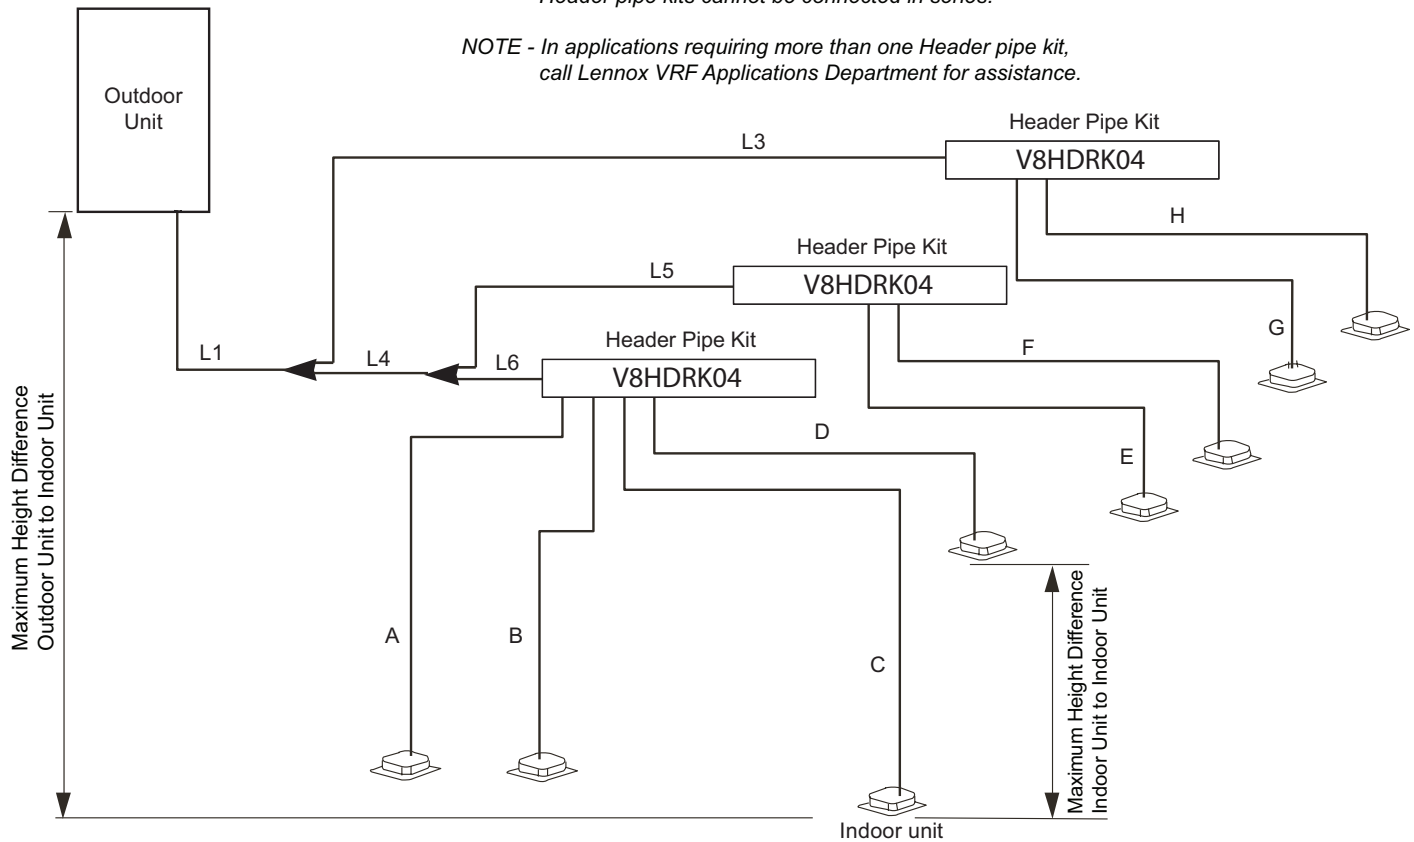 Header pipe kits cannot be connected in series.
NOTE - In applications requiring more than one Header pipe kit,
call Lennox VRF Applications Department for assistance.
Outdoor
Unit
Header Pipe Kit
V8HDRK04
L3
H
Header Pipe Kit
V8HDRK04
L5
G
Header Pipe Kit
V8HDRK04
L1
L4
L6
F
D
E
A
B
C
Maximum Height Difference
Outdoor Unit to Indoor Unit
Maximum Height Difference
Indoor Unit to Indoor Unit
Indoor unit